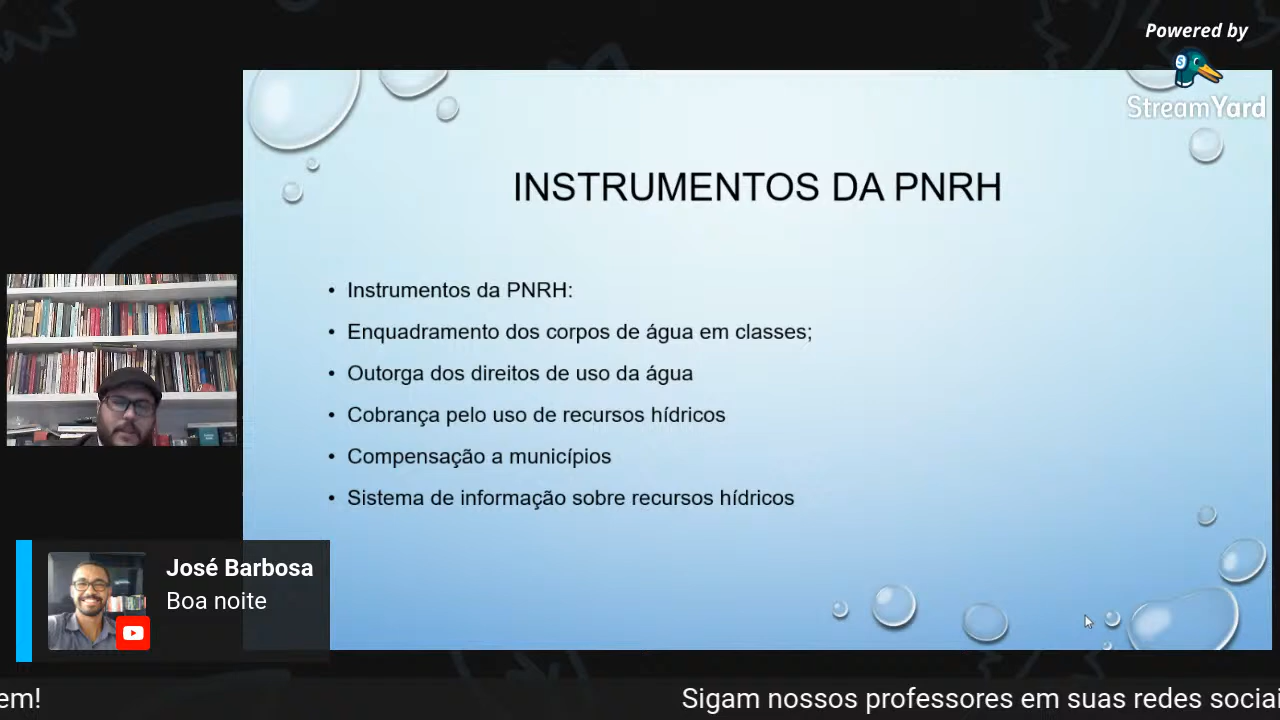 Powered by
StreamYard
INSTRUMENTOS DA PNRH
• Instrumentos da PNRH:
• Enquadramento dos corpos de água em classes;
• Outorga dos direitos de uso da água
• Cobrança pelo uso de recursos hídricos
• Compensação a municípios
• Sistema de informação sobre recursos hídricos
José Barbosa
Boa noite
em! Sigam nossos professores em suas redes sociai